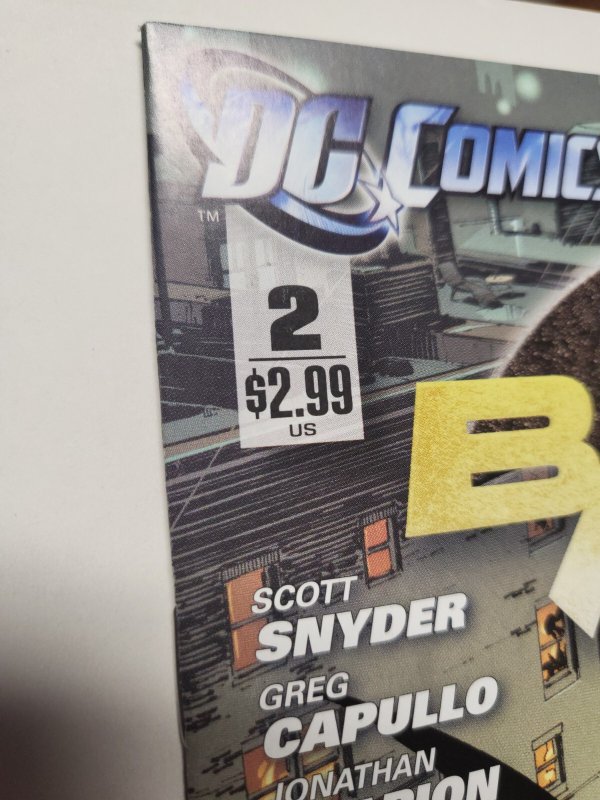 DC COMICS
TM
2
$2.99
US
B
SCOTT
SNYDER
GREG
CAPULLO
JONATHAN